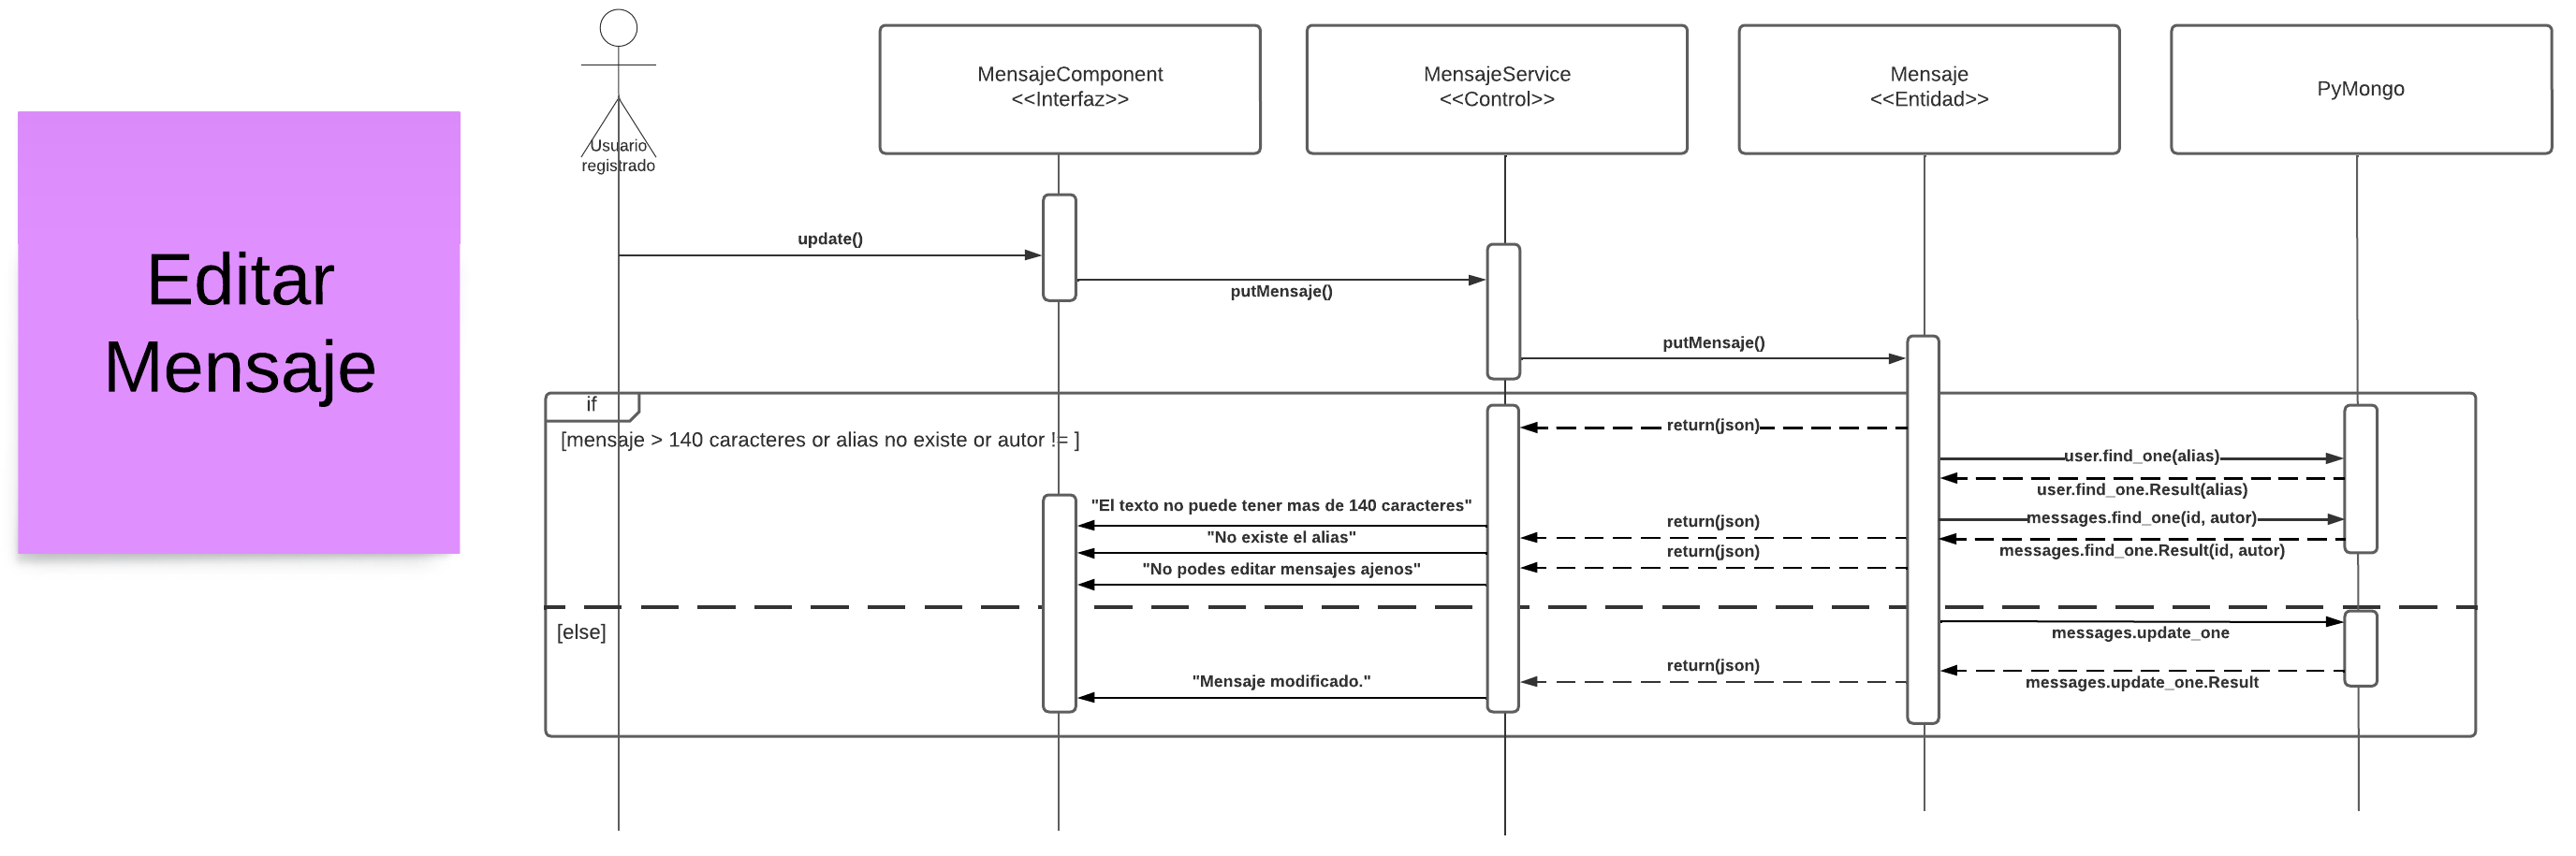 Editar
Mensaje
Usuario
registrado
MensajeComponent
<<Interfaz>>
MensajeService
<<Control>>
Mensaje
<<Entidad>>
PyMongo
update()
putMensaje()
putMensaje()
if
[mensaje > 140 caracteres or alias no existe or autor != ]
return(json)
user.find_one(alias)
user.find_one.Result(alias)
"El texto no puede tener mas de 140 caracteres"
return(json)
messages.find_one(id, autor)
"No existe el alias"
return(json)
messages.find_one.Result(id, autor)
"No podes editar mensajes ajenos"
[else]
messages.update_one
return(json)
"Mensaje modificado."
messages.update_one.Result